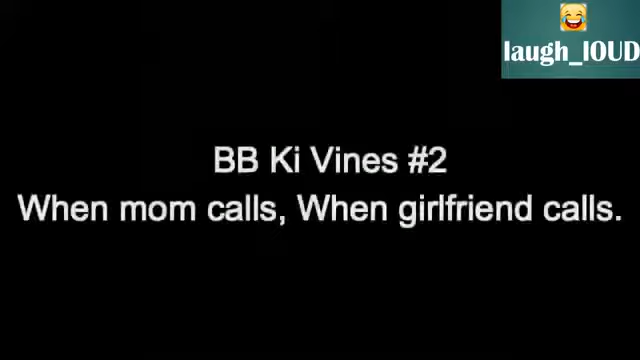 laugh_lOUD
BB Ki Vines #2
When mom calls, When girlfriend calls.